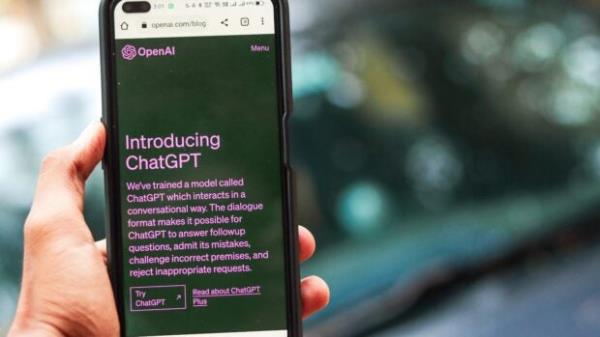 openai.com/blog
OpenAI
Menu
Introducing
ChatGPT
We've trained a model called
ChatGPT which interacts in a
conversational way. The dialogue
format makes it possible for
ChatGPT to answer followup
questions, admit its mistakes,
challenge incorrect premises, and
reject inappropriate requests.
Try
ChatGPT ↗
Read about ChatGPT
Plus